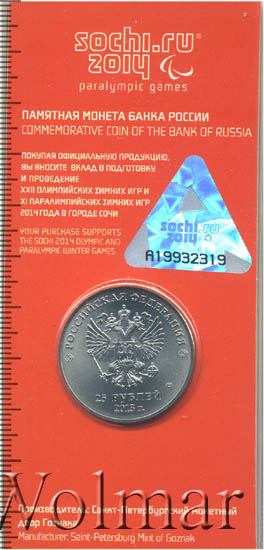 sochi.ru
2014
paralympic games
ПАМЯТНАЯ МОНЕТА БАНКА РОССИИ
COMMEMORATIVE COIN OF THE BANK OF RUSSIA
ПОКУПАЯ ОФИЦИАЛЬНУЮ ПРОДУКЦИЮ,
ВЫ ВНОСИТЕ ВКЛАД В ПОДГОТОВКУ
И ПРОВЕДЕНИЕ
XXII ОЛИМПИЙСКИХ ЗИМНИХ ИГР И
XI ПАРАЛИМПИЙСКИХ ЗИМНИХ ИГР
2014 ГОДА В ГОРОДЕ СОЧИ
YOUR PURCHASE SUPPORTS
THE SOCHI 2014 OLYMPIC AND
PARALYMPIC WINTER GAMES
sochi.ru
2014
A19932319
РОССИЙСКАЯ ФЕДЕРАЦИЯ
25 РУБЛЕЙ
2013 г.
Производитель: Санкт-Петербургский монетный
двор Гознака
Manufacturer: Saint-Petersburg Mint of Goznak
Wolmar